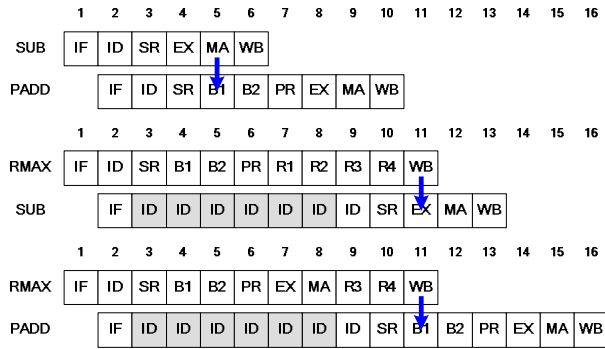 1 2 3 4 5 6 7 8 9 10 11 12 13 14 15 16
SUB IF ID SR EX MA WB
PADD IF ID SR B1 B2 PR EX MA WB
1 2 3 4 5 6 7 8 9 10 11 12 13 14 15 16
RMAX IF ID SR B1 B2 PR R1 R2 R3 R4 WB
SUB IF ID ID ID ID ID ID ID SR EX MA WB
1 2 3 4 5 6 7 8 9 10 11 12 13 14 15 16
RMAX IF ID SR B1 B2 PR EX MA R3 R4 WB
PADD IF ID ID ID ID ID ID ID SR B1 B2 PR EX MA WB